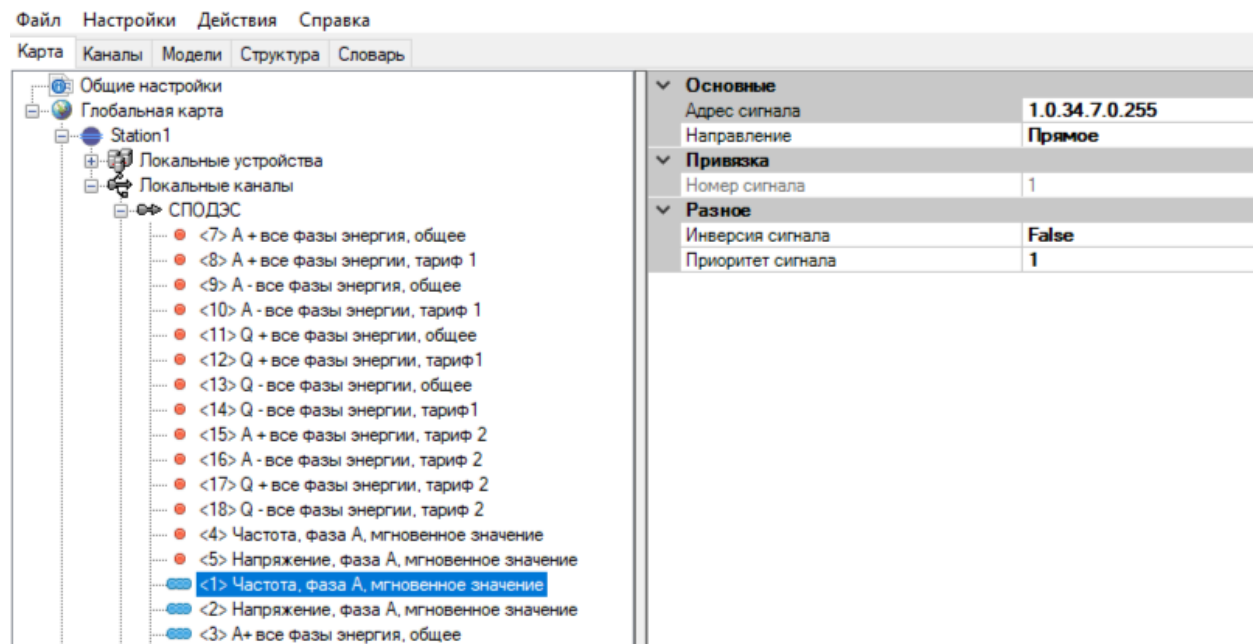 Файл Настройки Действия Справка
Карта Каналы Модели Структура Словарь
Общие настройки
Глобальная карта
Station1
Локальные устройства
Локальные каналы
СПОДЭС
<7> А + все фазы энергия, общее
<8> А + все фазы энергии, тариф 1
<9> А - все фазы энергия, общее
<10> А - все фазы энергии, тариф 1
<11> Q + все фазы энергии, общее
<12> Q + все фазы энергии, тариф1
<13> Q - все фазы энергии, общее
<14> Q - все фазы энергии, тариф1
<15> А + все фазы энергии, тариф 2
<16> А - все фазы энергии, тариф 2
<17> Q + все фазы энергии, тариф 2
<18> Q - все фазы энергии, тариф 2
<4> Частота, фаза А, мгновенное значение
<5> Напряжение, фаза А, мгновенное значение
<1> Частота, фаза А, мгновенное значение
<2> Напряжение, фаза А, мгновенное значение
<3> А+ все фазы энергия, общее
Основные
Адрес сигнала 1.0.34.7.0.255
Направление Прямое
Привязка
Номер сигнала 1
Разное
Инверсия сигнала False
Приоритет сигнала 1